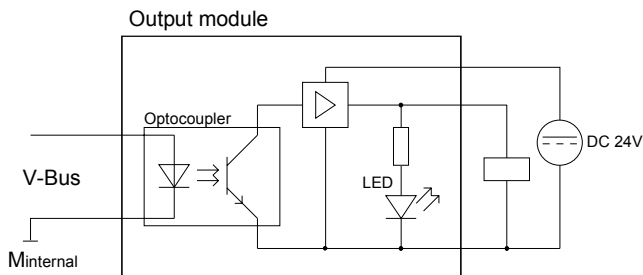 Output module
Optocoupler
DC 24V
V-Bus
LED
Minternal